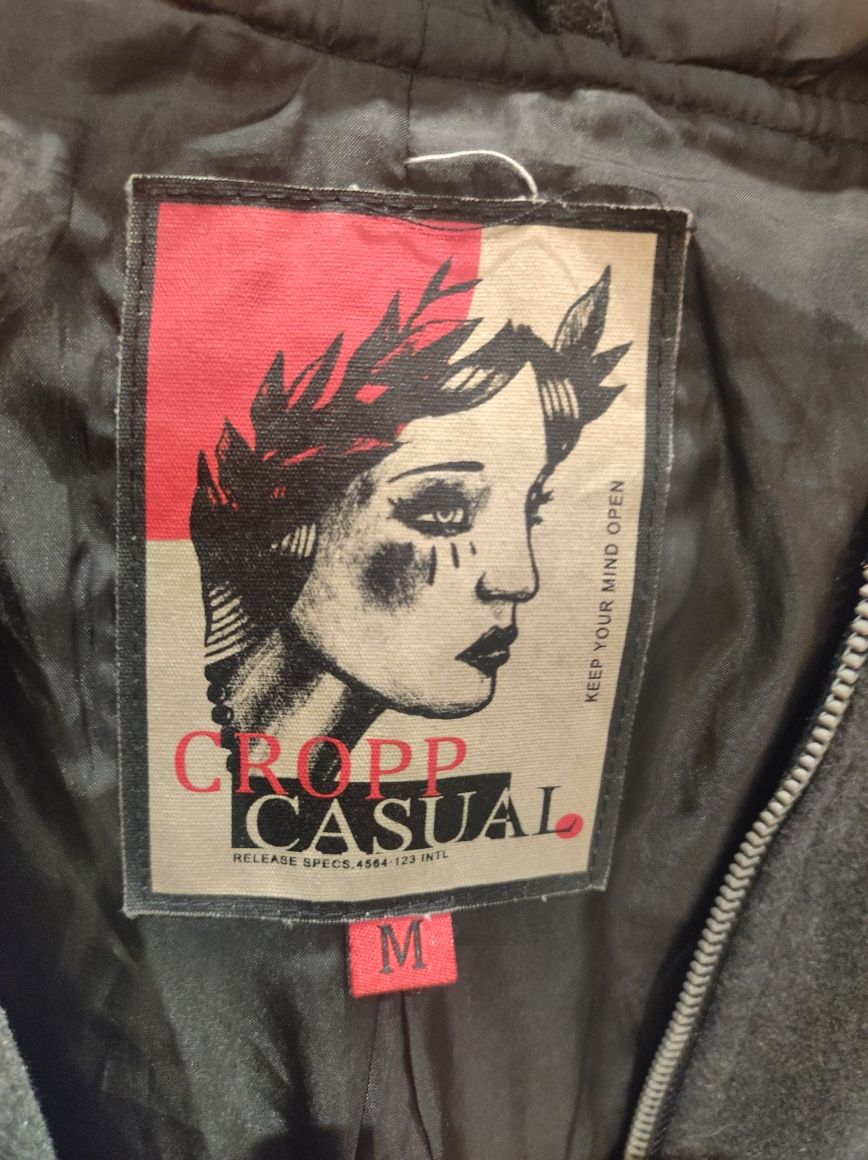 KEEP YOUR MIND OPEN
CROPP
CASUAL
RELEASE SPECS.4564-123 INTL
M